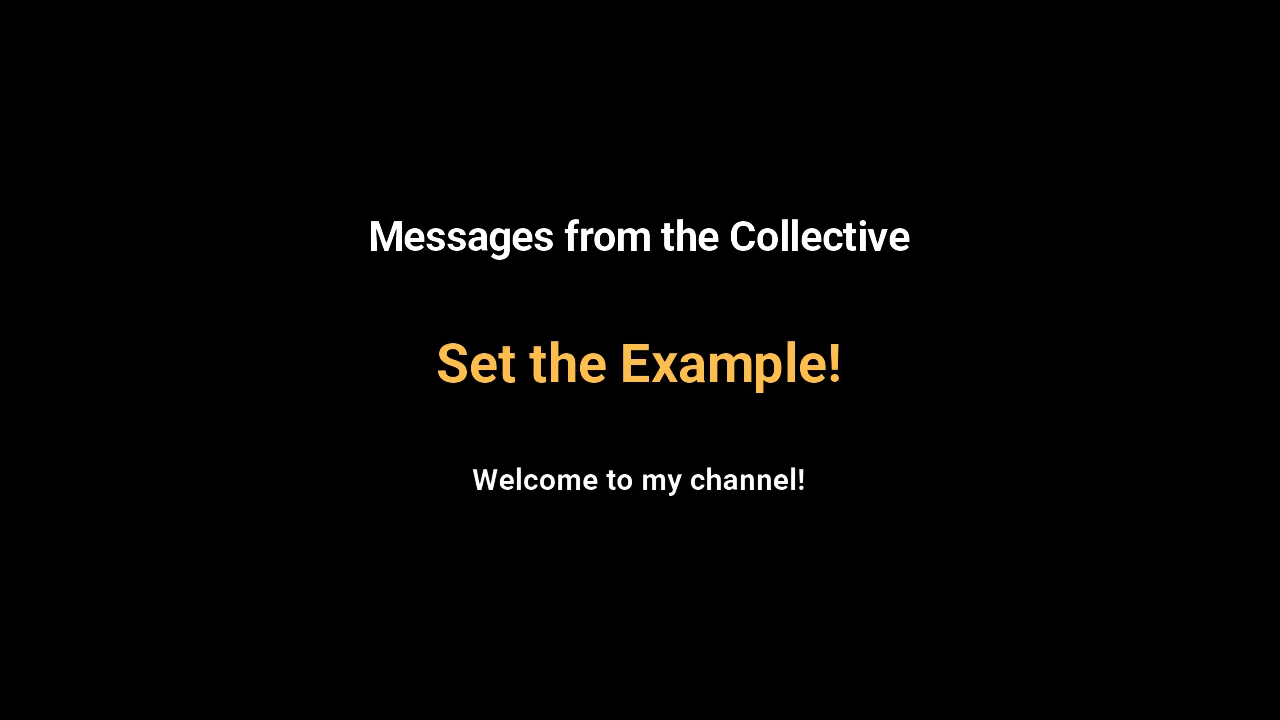 Messages from the Collective
Set the Example!
Welcome to my channel!